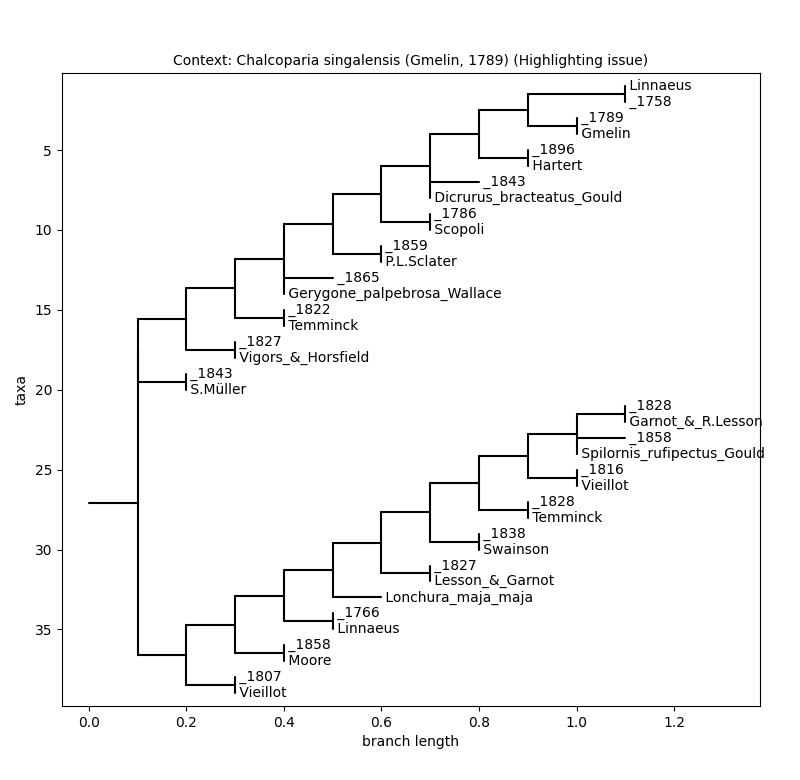 Context: Chalcoparia singalensis (Gmelin, 1789) (Highlighting issue)
Linnaeus
_1758
_1789
Gmelin
_1896
Hartert
_1843
Dicrurus_bracteatus_Gould
_1786
Scopoli
_1859
P.L.Sclater
_1865
Gerygone_palpebrosa_Wallace
_1822
Temminck
_1827
Vigors_&_Horsfield
_1843
S.Müller
_1828
Garnot_&_R.Lesson
_1858
Spilornis_rufipectus_Gould
_1816
Vieillot
_1828
Temminck
_1838
Swainson
_1827
Lesson_&_Garnot
Lonchura_maja_maja
_1766
Linnaeus
_1858
Moore
_1807
Vieillot
5
10
15
20
25
30
35
taxa
0.0 0.2 0.4 0.6 0.8 1.0 1.2
branch length